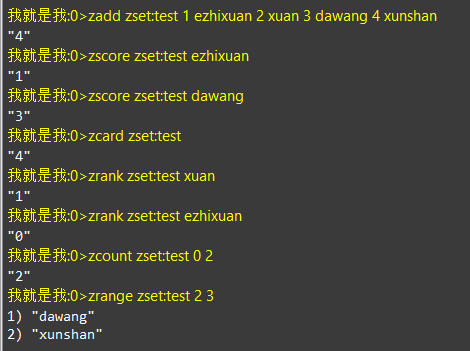 我就是我:0>zadd zset:test 1 ezhixuan 2 xuan 3 dawang 4 xunshan
"4"
我就是我:0>zscore zset:test ezhixuan
"1"
我就是我:0>zscore zset:test dawang
"3"
我就是我:0>zcard zset:test
"4"
我就是我:0>zrank zset:test xuan
"1"
我就是我:0>zrank zset:test ezhixuan
"0"
我就是我:0>zcount zset:test 0 2
"2"
我就是我:0>zrange zset:test 2 3
1) "dawang"
2) "xunshan"